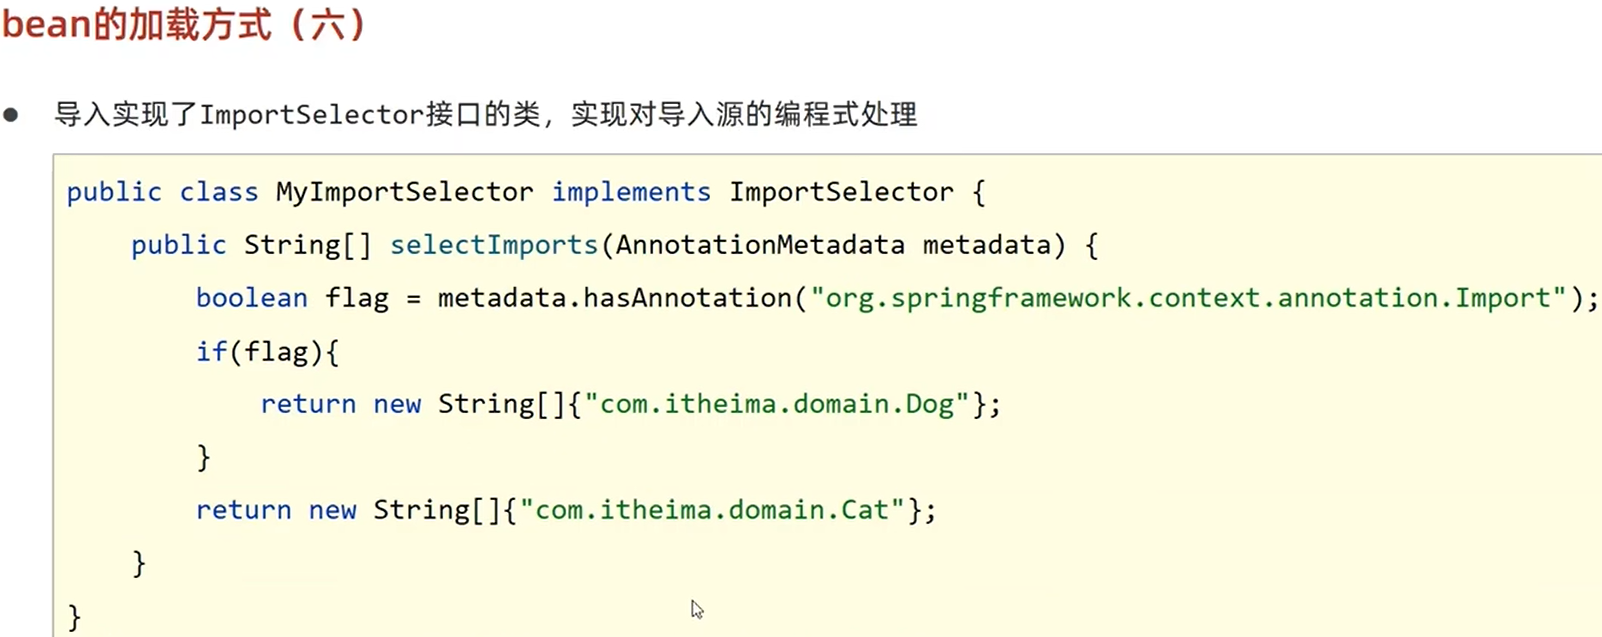 bean的加载方式（六）
● 导入实现了ImportSelector接口的类，实现对导入源的编程式处理
public class MyImportSelector implements ImportSelector {
    public String[] selectImports(AnnotationMetadata metadata) {
        boolean flag = metadata.hasAnnotation("org.springframework.context.annotation.Import");
        if(flag){
            return new String[]{"com.itheima.domain.Dog"};
        }
        return new String[]{"com.itheima.domain.Cat"};
    }
}